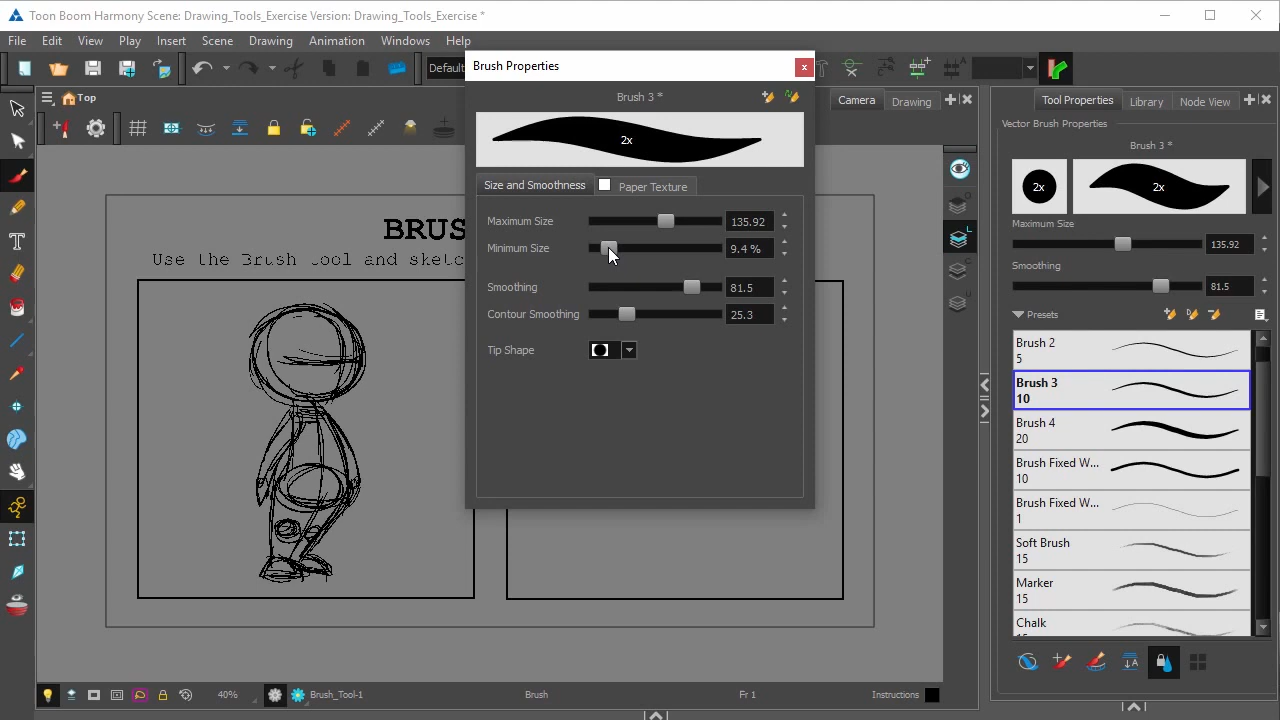 Toon Boom Harmony Scene: Drawing_Tools_Exercise Version: Drawing_Tools_Exercise *
File Edit View Play Insert Scene Drawing Animation Windows Help
Default
Brush Properties
Brush 3 *
2x
Size and Smoothness Paper Texture
Maximum Size 135.92
Minimum Size 9.4 %
Smoothing 81.5
Contour Smoothing 25.3
Tip Shape
Top
Camera Drawing
BRUS
Use the Brush tool and sketc
Tool Properties Library Node View
Vector Brush Properties
Brush 3 *
2x 2x
Maximum Size
135.92
Smoothing
81.5
Presets
Brush 2
5
Brush 3
10
Brush 4
20
Brush Fixed W...
10
Brush Fixed W...
1
Soft Brush
15
Marker
15
Chalk
40% Brush_Tool-1 Brush Fr 1 Instructions